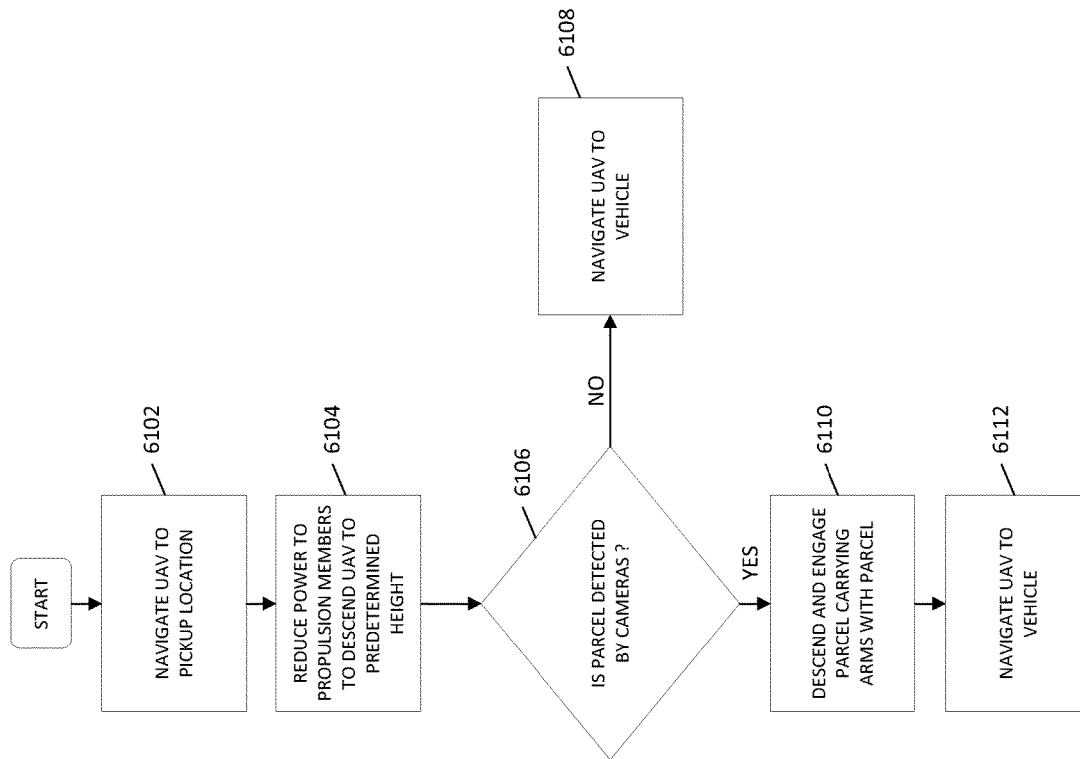 START
NAVIGATE UAV TO
PICKUP LOCATION
6102
REDUCE POWER TO
PROPULSION MEMBERS
TO DESCEND UAV TO
PREDETERMINED
HEIGHT
6104
IS PARCEL DETECTED
BY CAMERAS ?
6106
NO
NAVIGATE UAV TO
VEHICLE
6108
YES
DESCEND AND ENGAGE
PARCEL CARRYING
ARMS WITH PARCEL
6110
NAVIGATE UAV TO
VEHICLE
6112